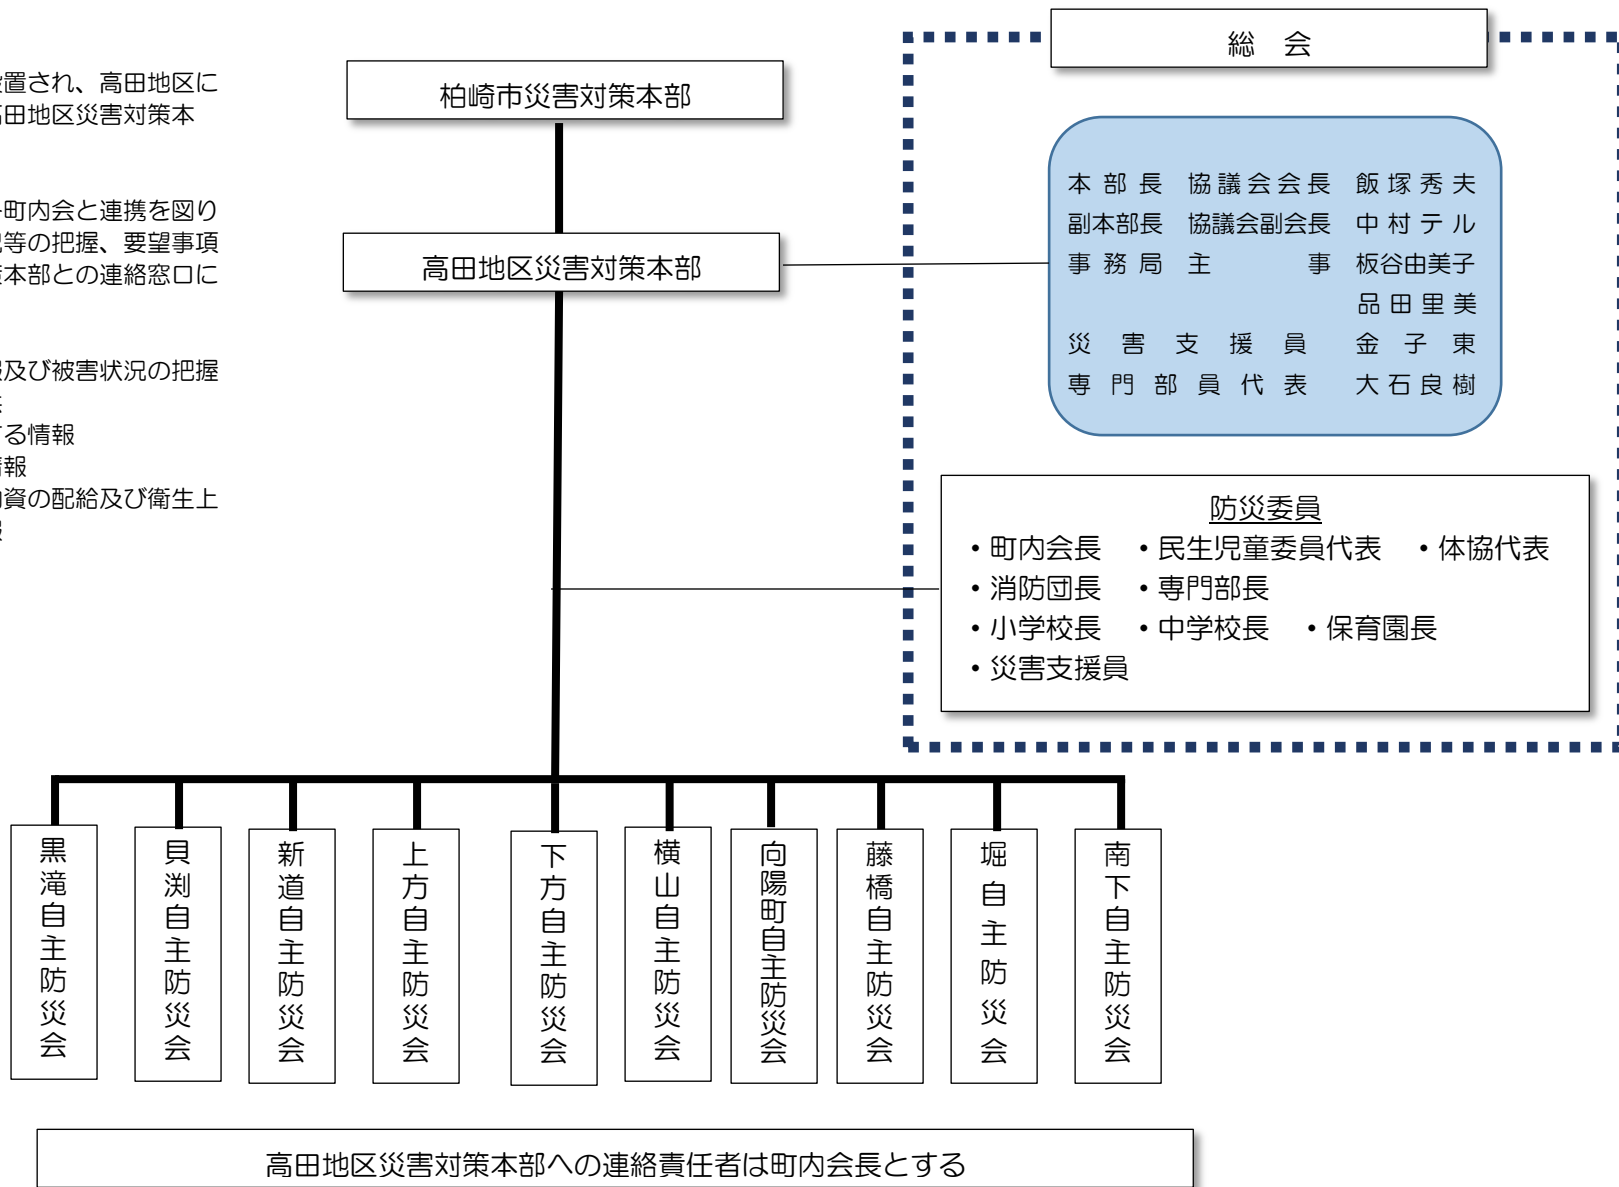 置され、高田地区に
田地区災害対策本
町内会と連携を図り
等の把握、要望事項
本部との連絡窓口に
及び被害状況の把握
する情報
情報
資の配給及び衛生上
柏崎市災害対策本部
高田地区災害対策本部
総 会
本部長 協議会会長 飯塚秀夫
副本部長 協議会副会長 中村テル
事務局 主事 板谷由美子
品田里美
災害支援員 金子東
専門部員代表 大石良樹
防災委員
・町内会長 ・民生児童委員代表 ・体協代表
・消防団長 ・専門部長
・小学校長 ・中学校長 ・保育園長
・災害支援員
黒滝自主防災会
貝渕自主防災会
新道自主防災会
上方自主防災会
下方自主防災会
横山自主防災会
向陽町自主防災会
藤橋自主防災会
堀自主防災会
南下自主防災会
高田地区災害対策本部への連絡責任者は町内会長とする